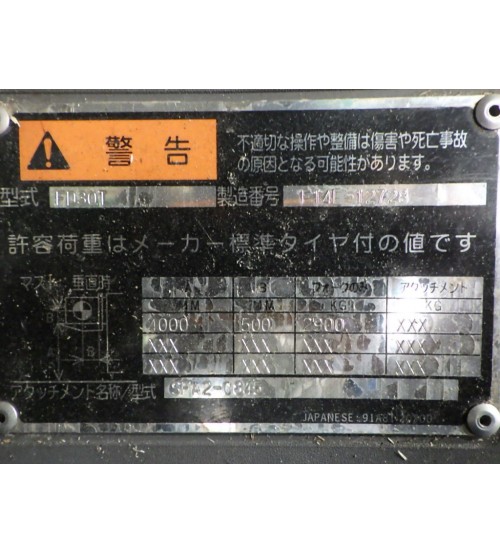 警告
不適切な操作や整備は傷害や死亡事故
の原因となる可能性があります。
型式 FD30T 製造番号
許容荷重はメーカー標準タイヤ付の値です
マスト垂直時
A B フォークのみ アタッチメント
MM MM KG KG
4000 500 2900 XXX
XXX XXX XXX XXX
XXX XXX XXX XXX
アタッチメント名称/型式
JAPANESE